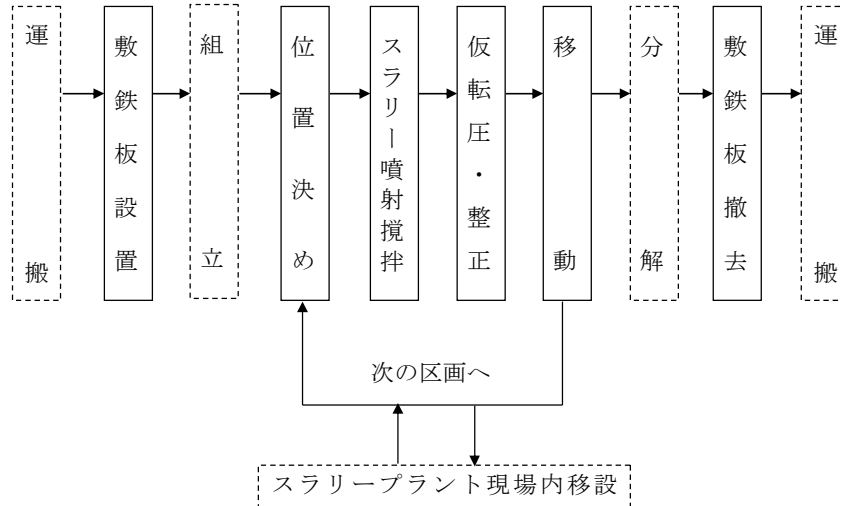 運搬
敷鉄板設置
組立
位置決め
スラリー噴射撹拌
仮転圧・整正
移動
分解
敷鉄板撤去
運搬
次の区画へ
スラリープラント現場内移設